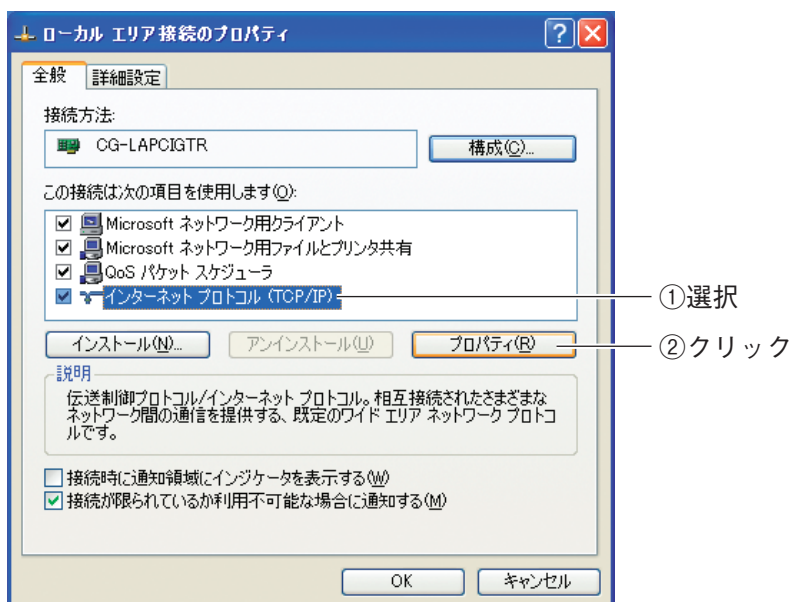 ローカル エリア接続のプロパティ
全般 詳細設定
接続方法:
CG-LAPCIGTR 構成(C)...
この接続は次の項目を使用します(O):
Microsoft ネットワーク用クライアント
Microsoft ネットワーク用ファイルとプリンタ共有
QoS パケット スケジューラ
インターネット プロトコル (TCP/IP) ①選択
インストール(N)... アンインストール(U) プロパティ(R) ②クリック
説明
伝送制御プロトコル/インターネット プロトコル。相互接続されたさまざまな
ネットワーク間の通信を提供する、既定のワイド エリア ネットワーク プロトコ
ルです。
接続時に通知領域にインジケータを表示する(W)
接続が限られているか利用不可能な場合に通知する(M)
OK キャンセル